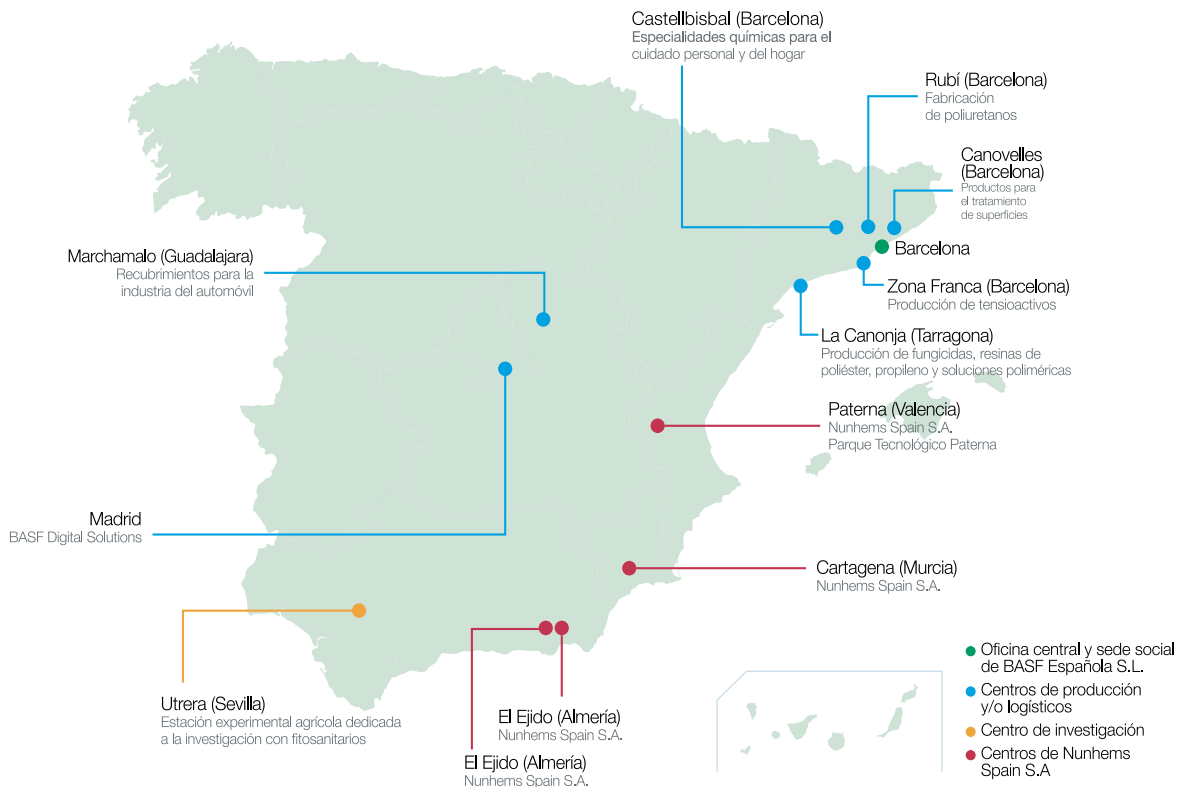 Castellbisbal (Barcelona)
Especialidades químicas para el
cuidado personal y del hogar
Rubí (Barcelona)
Fabricación
de poliuretanos
Canovelles
(Barcelona)
Productos para
el tratamiento
de superficies
Barcelona
Marchamalo (Guadalajara)
Recubrimientos para la
industria del automóvil
Zona Franca (Barcelona)
Producción de tensioactivos
La Canonja (Tarragona)
Producción de fungicidas, resinas de
poliéster, propileno y soluciones poliméricas
Paterna (Valencia)
Nunhems Spain S.A.
Parque Tecnológico Paterna
Madrid
BASF Digital Solutions
Cartagena (Murcia)
Nunhems Spain S.A.
Utrera (Sevilla)
Estación experimental agrícola dedicada
a la investigación con fitosanitarios
El Ejido (Almería)
Nunhems Spain S.A.
El Ejido (Almería)
Nunhems Spain S.A.
Oficina central y sede social
de BASF Española S.L.
Centros de producción
y/o logísticos
Centro de investigación
Centros de Nunhems
Spain S.A